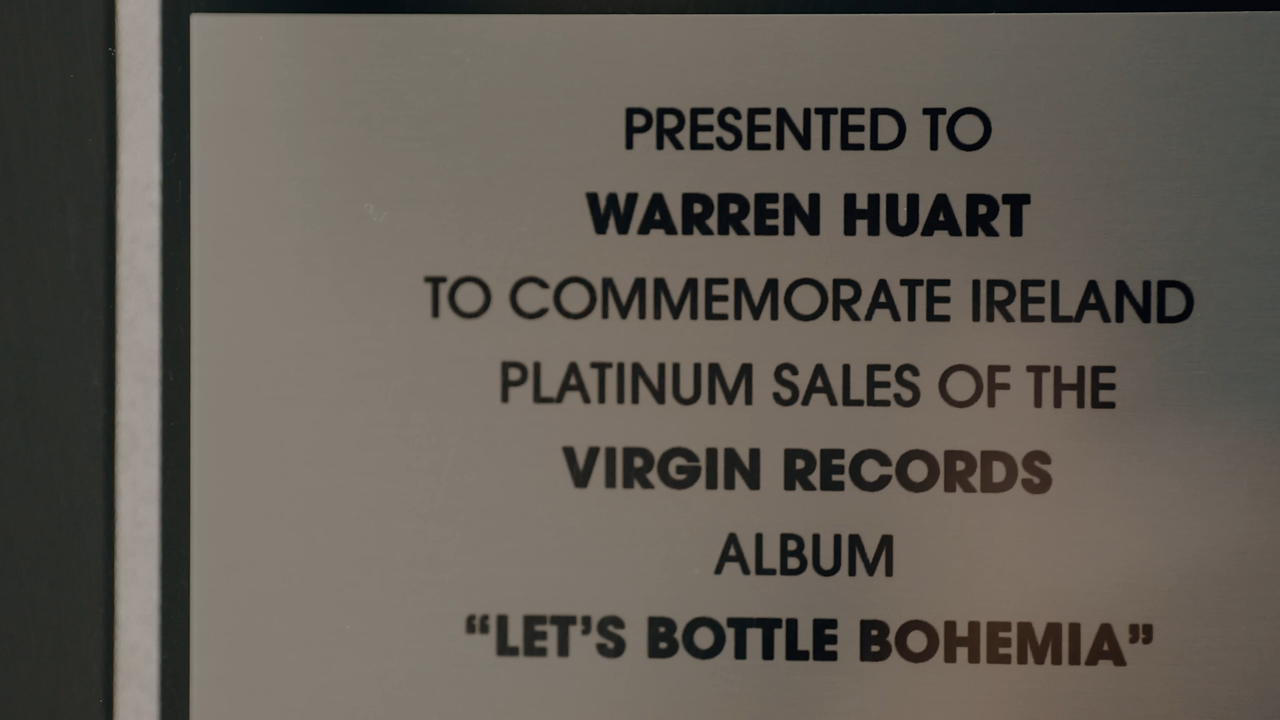 PRESENTED TO
WARREN HUART
TO COMMEMORATE IRELAND
PLATINUM SALES OF THE
VIRGIN RECORDS
ALBUM
“LET’S BOTTLE BOHEMIA”